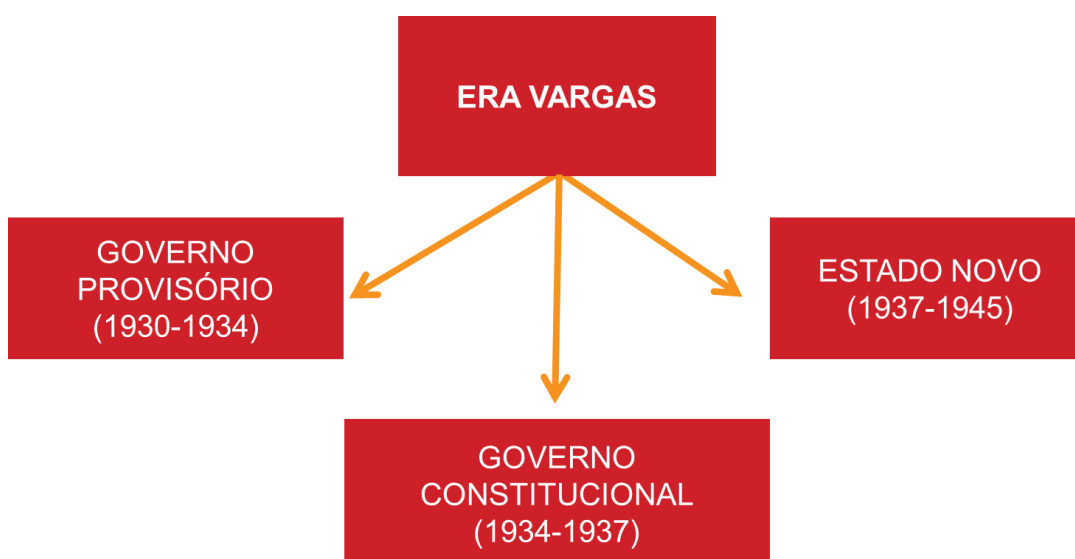 ERA VARGAS
GOVERNO
PROVISÓRIO
(1930-1934)
ESTADO NOVO
(1937-1945)
GOVERNO
CONSTITUCIONAL
(1934-1937)